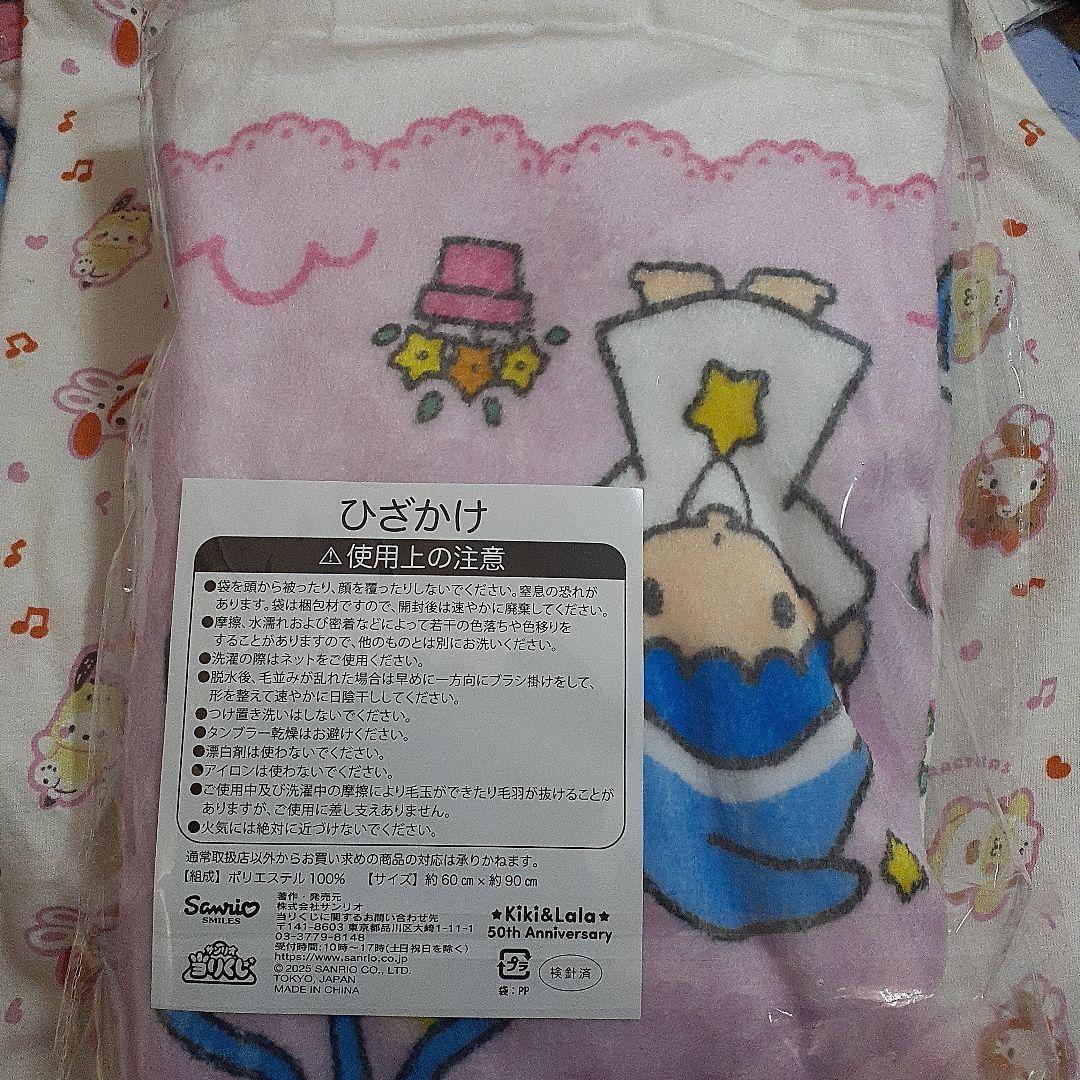 ひざかけ
⚠使用上の注意
●袋を頭から被ったり、顔を覆ったりしないでください。窒息の恐れが
あります。袋は梱包材ですので、開封後は速やかに廃棄してください。
●摩擦、水濡れおよび密着などによって若干の色落ちや色移りを
することがありますので、他のものとは別にお洗いください。
●洗濯の際はネットをご使用ください。
●脱水後、毛並みが乱れた場合は早めに一方向にブラシ掛けをして、
形を整えて速やかに日陰干ししてください。
●つけ置き洗いはしないでください。
●タンブラー乾燥はお避けください。
●漂白剤は使わないでください。
●アイロンは使わないでください。
●ご使用中及び洗濯中の摩擦により毛玉ができたり毛羽が抜けることが
ありますが、ご使用に差し支えありません。
●火気には絶対に近づけないでください。
通常取扱店以外からお買い求めの商品の対応は承りかねます。
【組成】ポリエステル100% 【サイズ】約60cm×約90cm
Sanrio
SMILES
サンリオ
当りくじ
著作・発売元
株式会社サンリオ
当りくじに関するお問い合わせ先
〒141-8603 東京都品川区大崎1-11-1
03-3779-8148
受付時間:10時~17時(土日祝日を除く)
https://www.sanrio.co.jp
© 2025 SANRIO CO., LTD.
TOKYO, JAPAN
MADE IN CHINA
★Kiki&Lala★
50th Anniversary
プラ
袋:PP
検針済